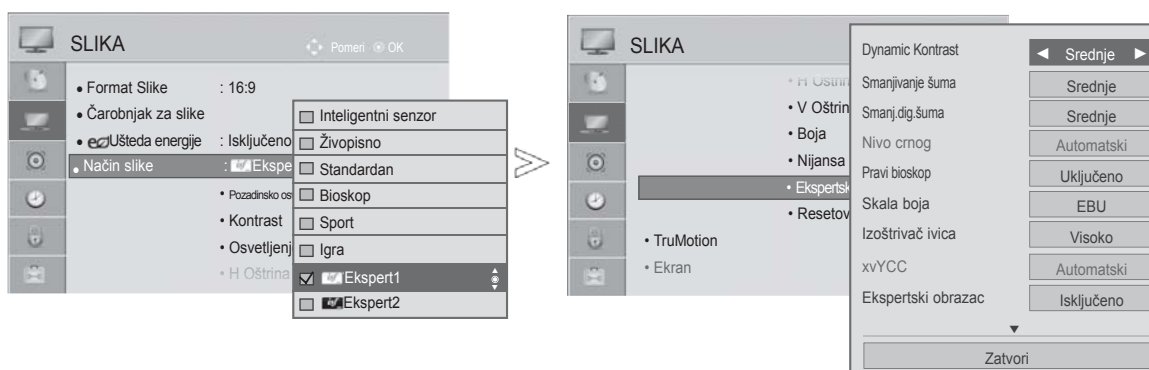 SLIKA
Pomeri OK
• Format Slike : 16:9
• Čarobnjak za slike
• eco Ušteda energije : Isključeno
• Način slike : Ekspe
• Pozadinsko os
• Kontrast
• Osvetljenj
• H Oštrina
Inteligentni senzor
Živopisno
Standardan
Bioskop
Sport
Igra
Ekspert1
Ekspert2
SLIKA
• H Oštrin
• V Oštrin
• Boja
• Nijansa
• Ekspertsk
• Resetov
• TruMotion
• Ekran
Dynamic Kontrast ◄ Srednje ►
Smanjivanje šuma Srednje
Smanj.dig.šuma Srednje
Nivo crnog Automatski
Pravi bioskop Uključeno
Skala boja EBU
Izoštrivač ivica Visoko
xvYCC Automatski
Ekspertski obrazac Isključeno
Zatvori